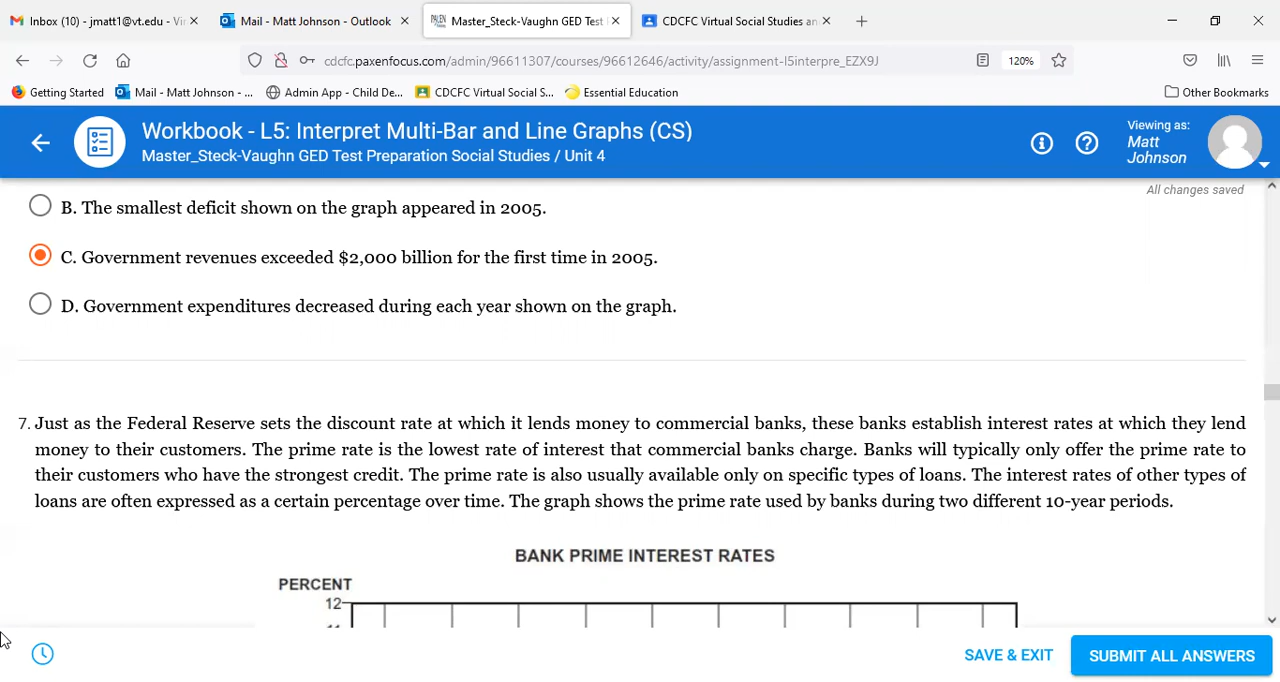 Inbox (10) - jmatt1@vt.edu - Vir
Mail - Matt Johnson - Outlook
Master_Steck-Vaughn GED Test
CDCFC Virtual Social Studies an
cdcfc.paxenfocus.com/admin/96611307/courses/96612646/activity/assignment-l5interpre_EZX9J
120%
Getting Started
Mail - Matt Johnson - ...
Admin App - Child De...
CDCFC Virtual Social S...
Essential Education
Other Bookmarks
Workbook - L5: Interpret Multi-Bar and Line Graphs (CS)
Master_Steck-Vaughn GED Test Preparation Social Studies / Unit 4
Viewing as:
Matt
Johnson
All changes saved
B. The smallest deficit shown on the graph appeared in 2005.
C. Government revenues exceeded $2,000 billion for the first time in 2005.
D. Government expenditures decreased during each year shown on the graph.
7. Just as the Federal Reserve sets the discount rate at which it lends money to commercial banks, these banks establish interest rates at which they lend
money to their customers. The prime rate is the lowest rate of interest that commercial banks charge. Banks will typically only offer the prime rate to
their customers who have the strongest credit. The prime rate is also usually available only on specific types of loans. The interest rates of other types of
loans are often expressed as a certain percentage over time. The graph shows the prime rate used by banks during two different 10-year periods.
BANK PRIME INTEREST RATES
PERCENT
12
SAVE & EXIT
SUBMIT ALL ANSWERS